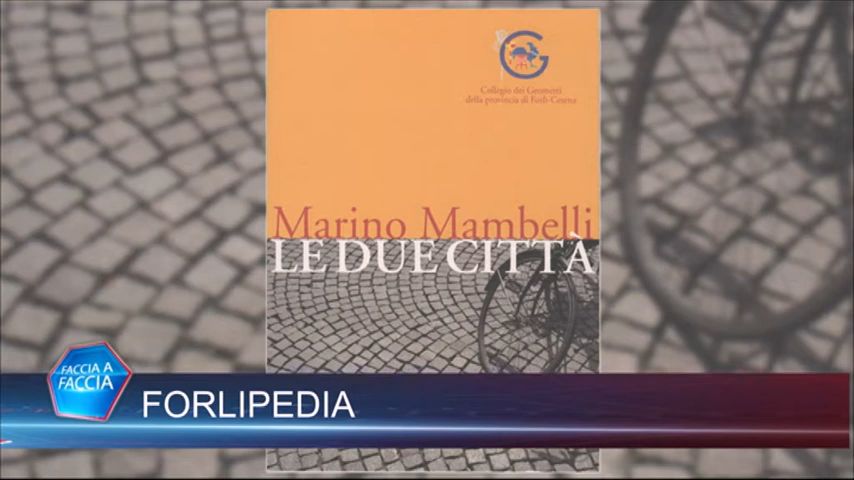 G
Collegio dei Geometri
della provincia di Forlì-Cesena
Marino Mambelli
LE DUE CITTÀ
FACCIA A
FACCIA
FORLIPEDIA